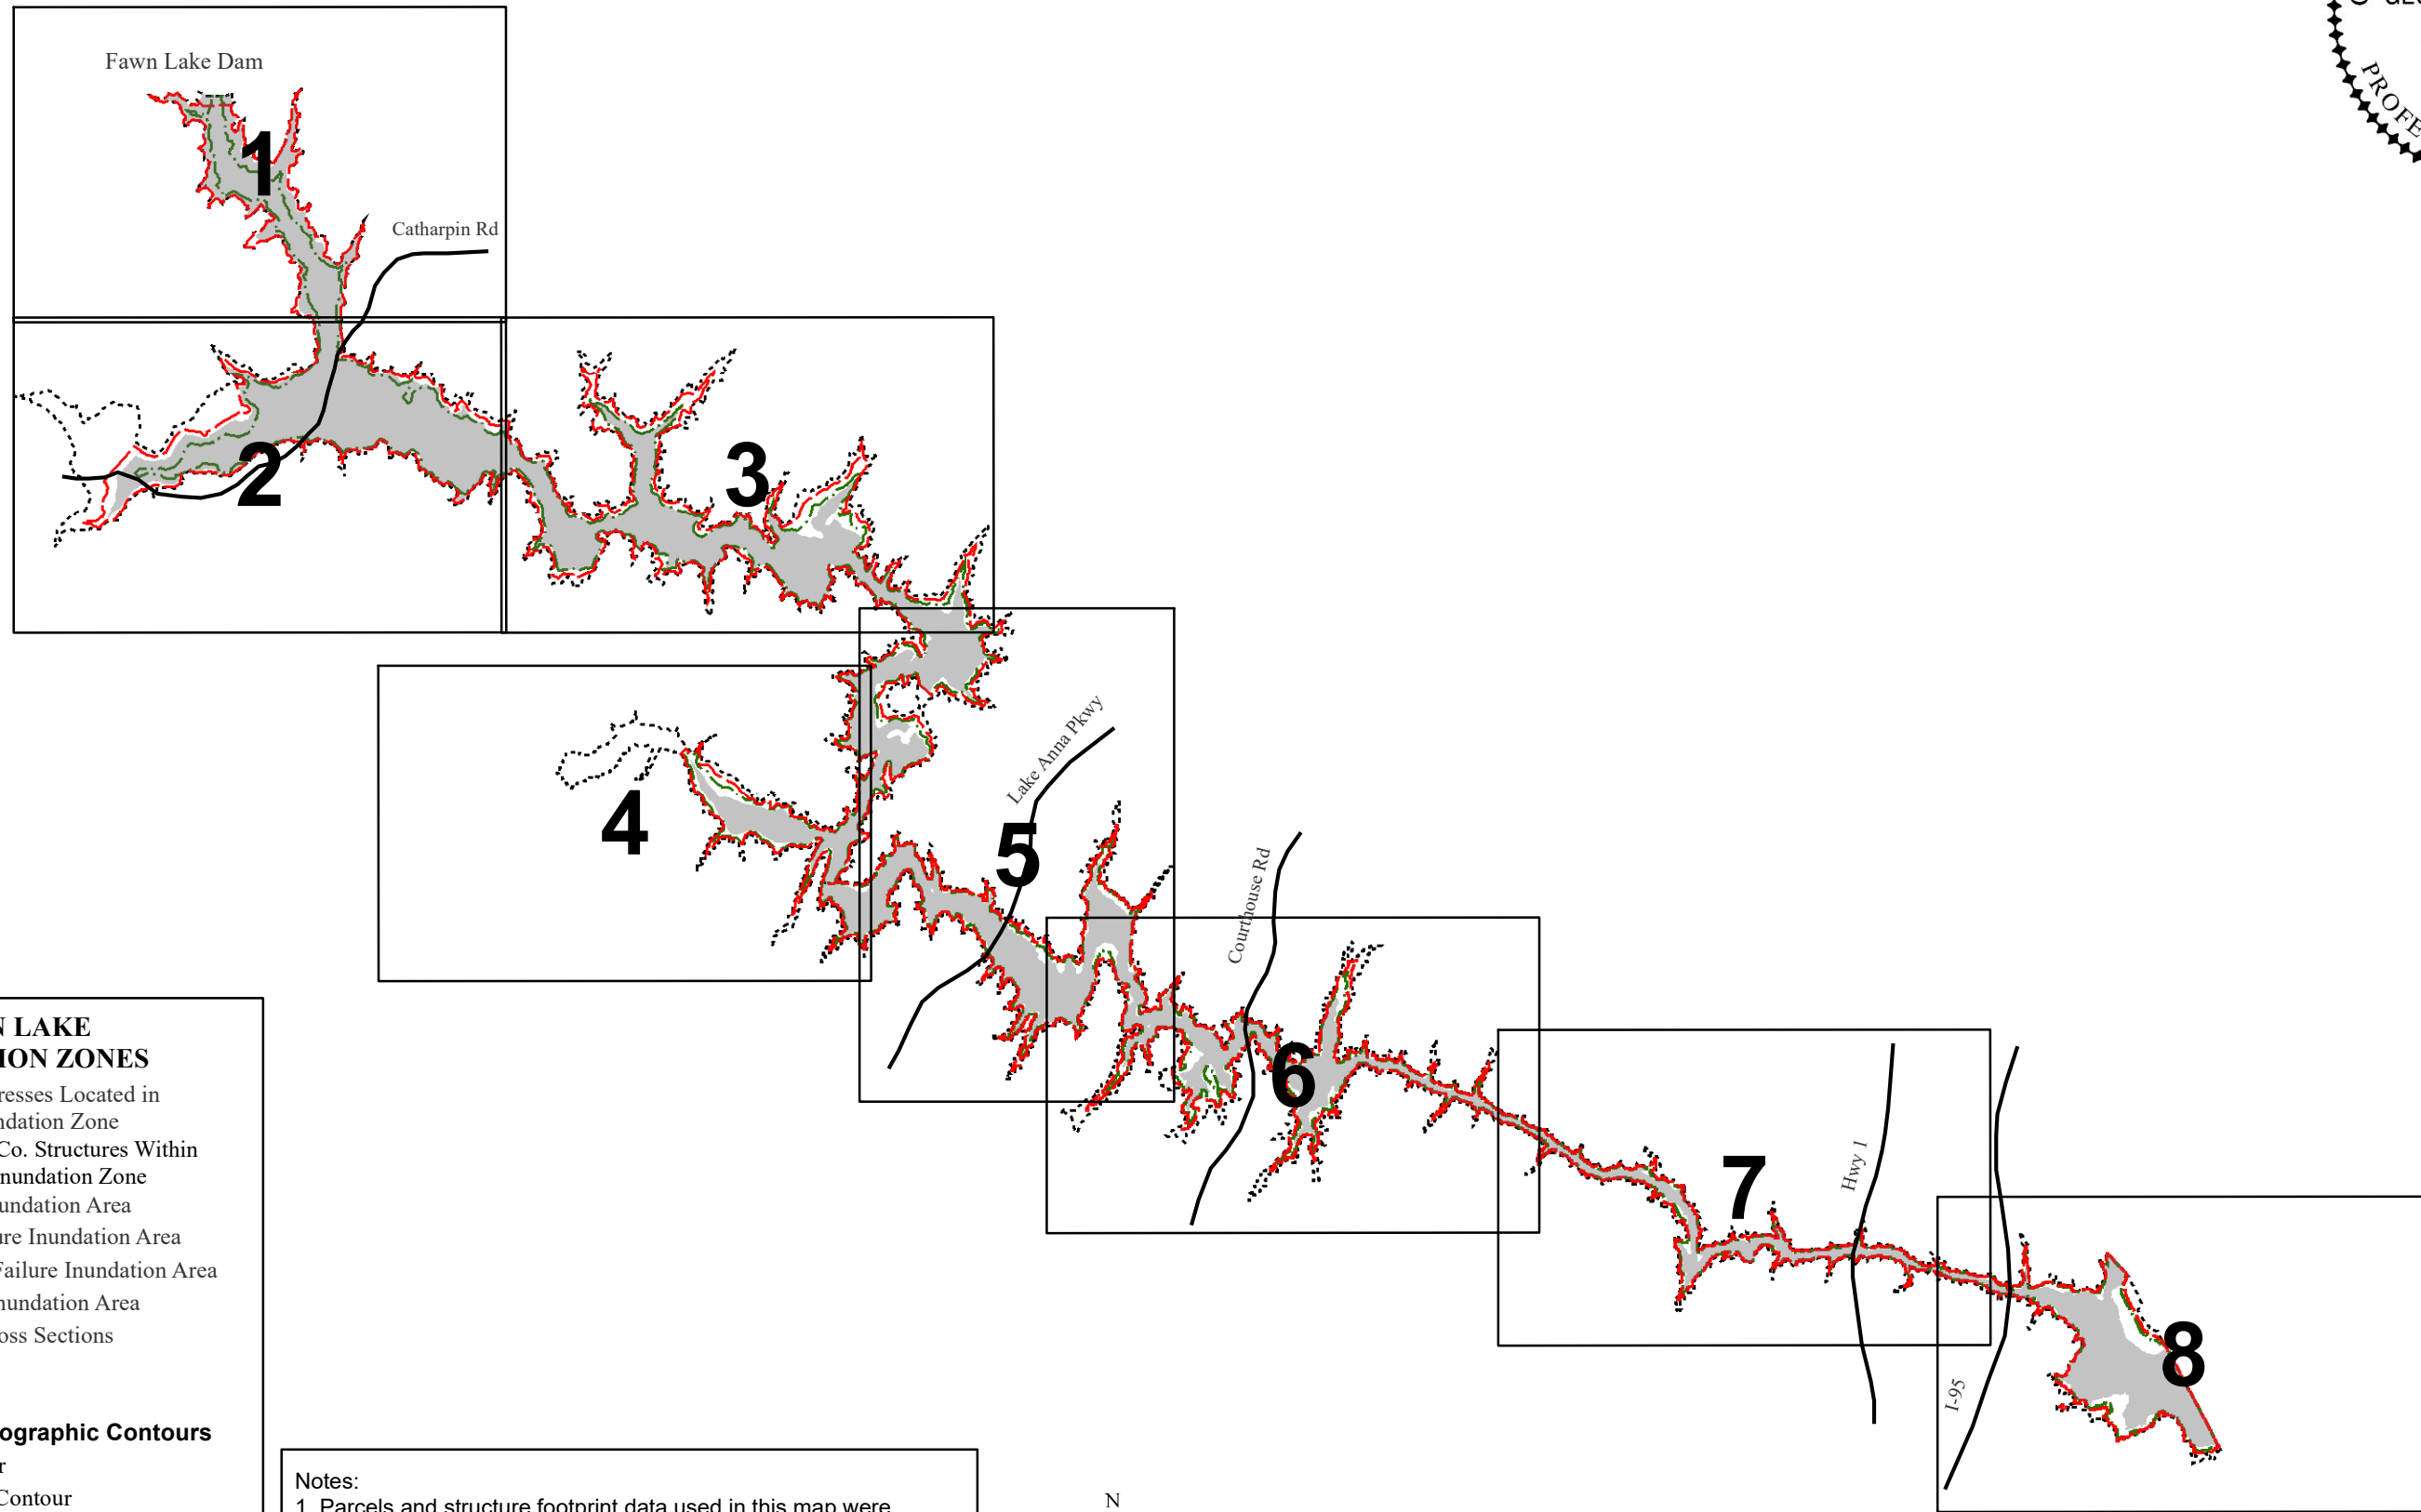 Fawn Lake Dam
1
Catharpin Rd
2
3
4
Lake Anna Pkwy
5
Courthouse Rd
6
Hwy 1
7
I-95
8
PROFE
LAKE
ION ZONES
resses Located in
ndation Zone
Co. Structures Within
nundation Zone
undation Area
ure Inundation Area
Failure Inundation Area
nundation Area
oss Sections
ographic Contours
r
Contour
Notes:
1. Parcels and structure footprint data used in this map were
N